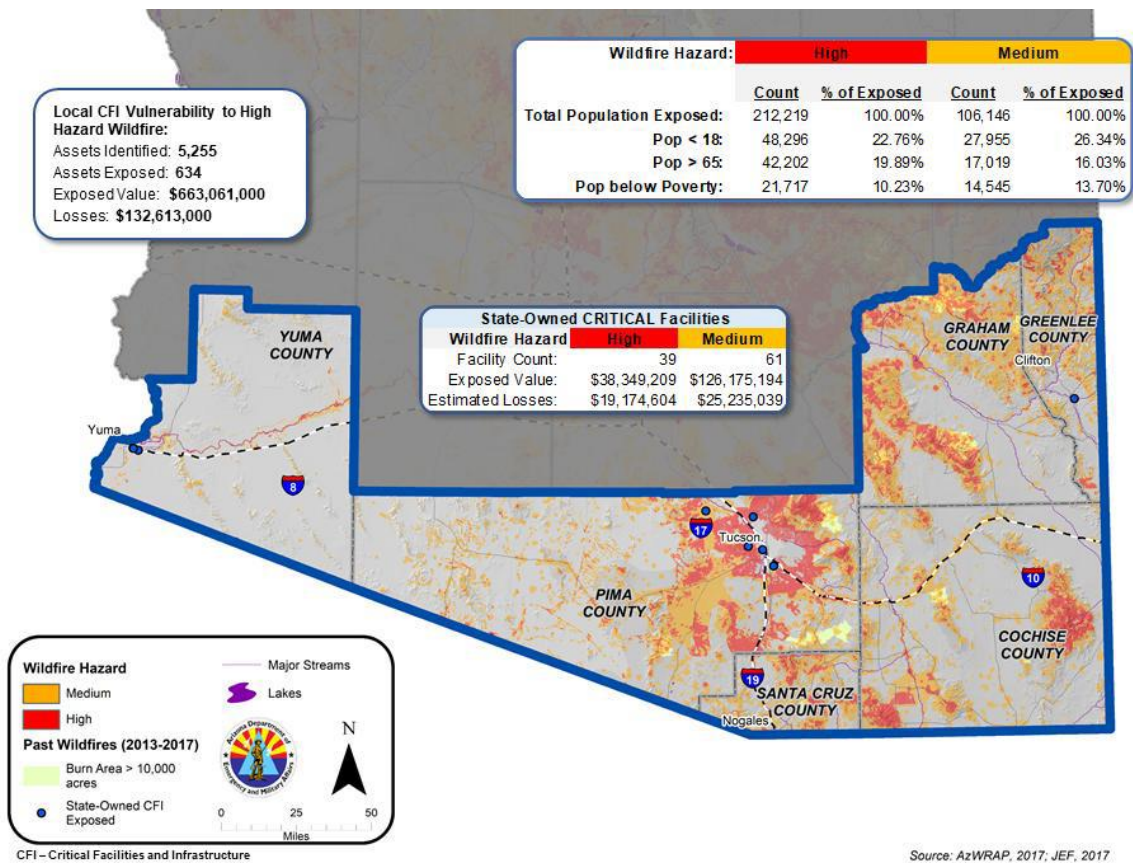 Wildfire Hazard: High Medium
Count % of Exposed Count % of Exposed
Total Population Exposed: 212,219 100.00% 106,146 100.00%
Pop < 18: 48,296 22.76% 27,955 26.34%
Pop > 65: 42,202 19.89% 17,019 16.03%
Pop below Poverty: 21,717 10.23% 14,545 13.70%
Local CFI Vulnerability to High
Hazard Wildfire:
Assets Identified: 5,255
Assets Exposed: 634
Exposed Value: $663,061,000
Losses: $132,613,000
State-Owned CRITICAL Facilities
Wildfire Hazard High Medium
Facility Count: 39 61
Exposed Value: $38,349,209 $126,175,194
Estimated Losses: $19,174,604 $25,235,039
YUMA
COUNTY
GRAHAM
COUNTY
GREENLEE
COUNTY
Clifton
Yuma
8
17
Tucson
10
PIMA
COUNTY
COCHISE
COUNTY
19
SANTA CRUZ
COUNTY
Nogales
Wildfire Hazard
Medium
High
Past Wildfires (2013-2017)
Burn Area > 10,000
acres
State-Owned CFI
Exposed
Major Streams
Lakes
Arizona Department of
Emergency and Military Affairs
N
0 25 50
Miles
CFI – Critical Facilities and Infrastructure
Source: AzWRAP, 2017; JEF, 2017